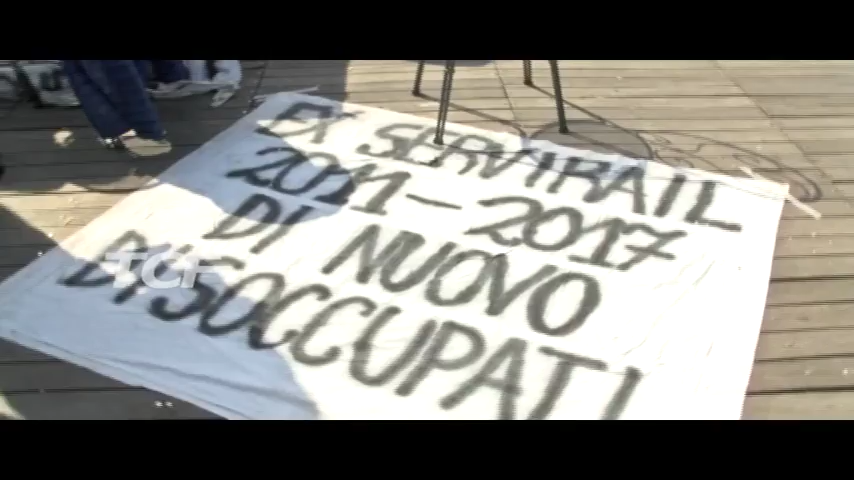 EX SERVIRAIL
2011-2017
DI NUOVO
DISOCCUPATI
TCF